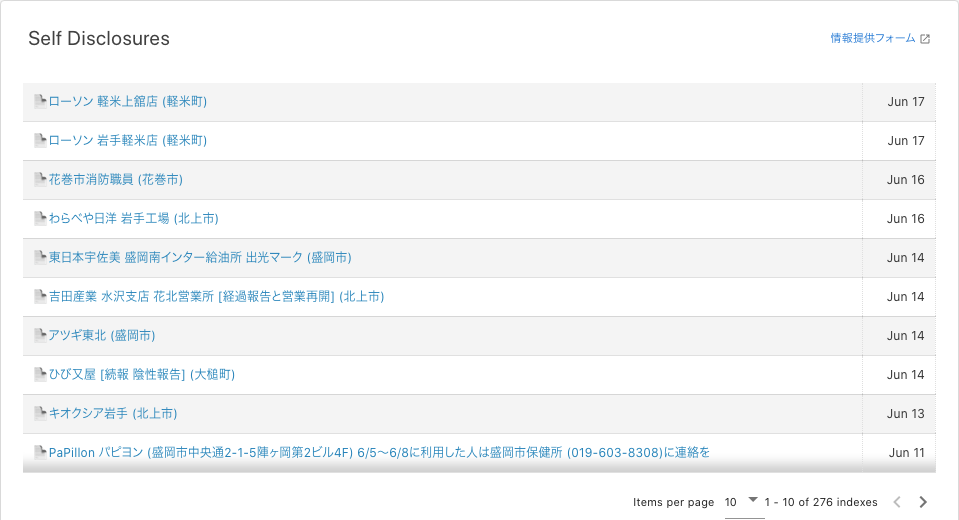 Self Disclosures
情報提供フォーム
ローソン 軽米上舘店 (軽米町) Jun 17
ローソン 岩手軽米店 (軽米町) Jun 17
花巻市消防職員 (花巻市) Jun 16
わらべや日洋 岩手工場 (北上市) Jun 16
東日本宇佐美 盛岡南インター給油所 出光マーク (盛岡市) Jun 14
吉田産業 水沢支店 花北営業所 [経過報告と営業再開] (北上市) Jun 14
アツギ東北 (盛岡市) Jun 14
ひび又屋 [続報 陰性報告] (大槌町) Jun 14
キオクシア岩手 (北上市) Jun 13
PaPillon パピヨン (盛岡市中央通2-1-5陣ヶ岡第2ビル4F) 6/5〜6/8に利用した人は盛岡市保健所 (019-603-8308)に連絡を Jun 11
Items per page 10 1 - 10 of 276 indexes